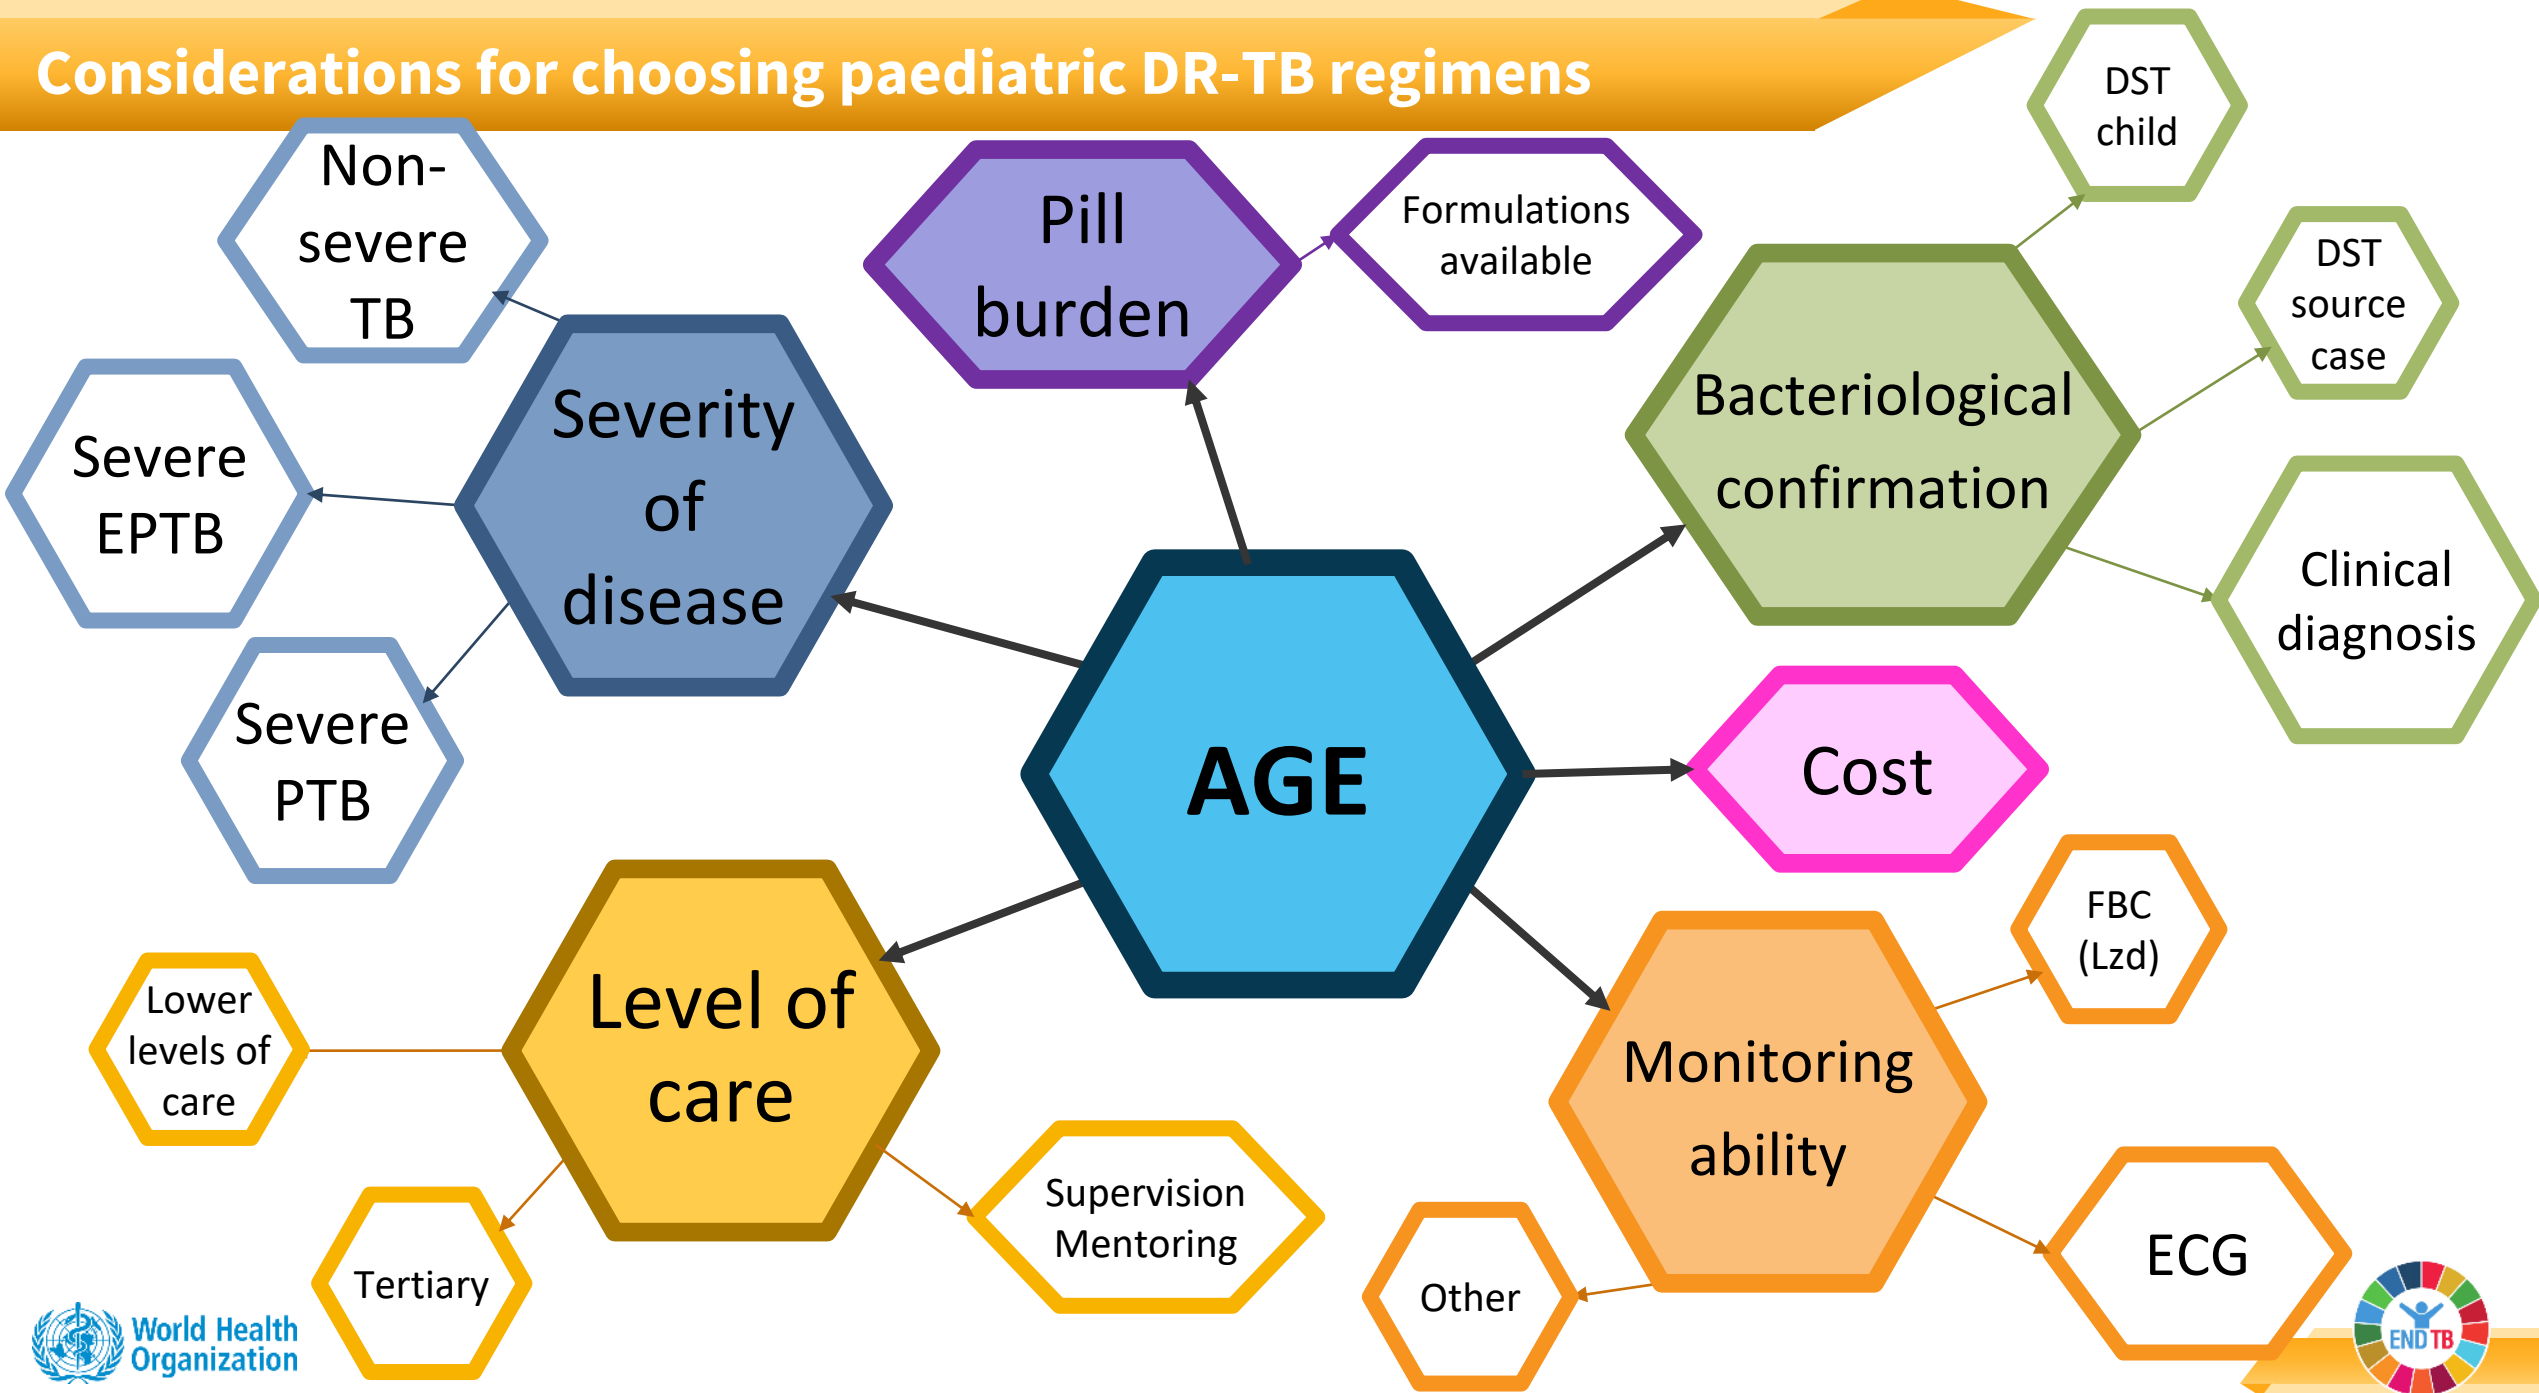 Considerations for choosing paediatric DR-TB regimens
Non-
severe
TB
Severe
EPTB
Severe
PTB
Severity
of
disease
Pill
burden
Formulations
available
Bacteriological
confirmation
DST
child
DST
source
case
Clinical
diagnosis
AGE
Cost
Level of
care
Lower
levels of
care
Tertiary
Supervision
Mentoring
Monitoring
ability
FBC
(Lzd)
ECG
Other
World Health
Organization
END TB